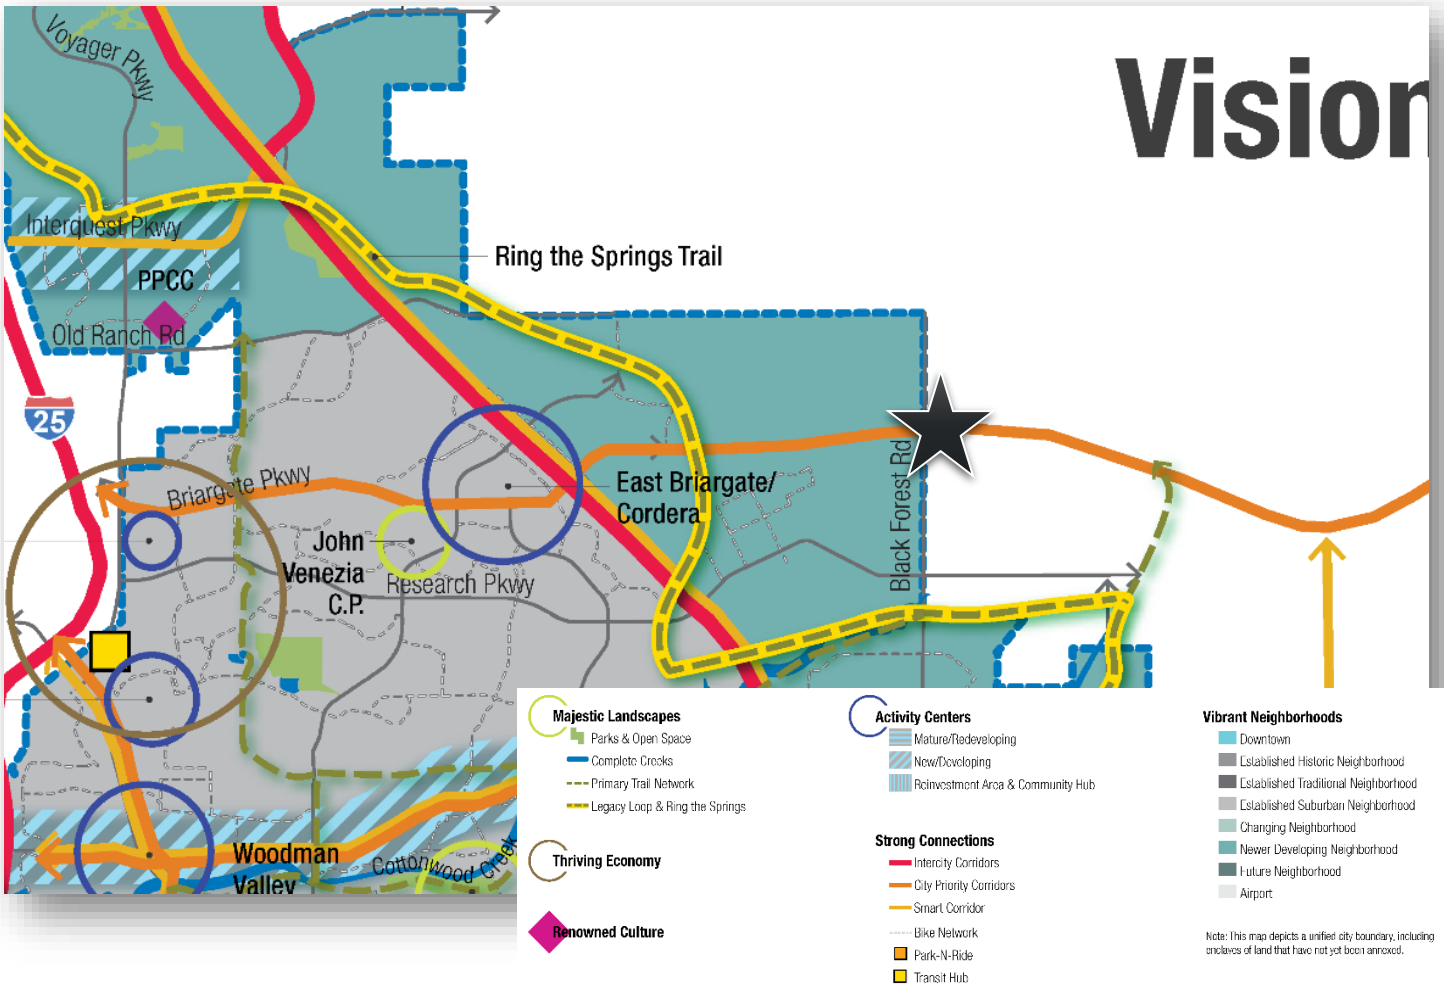 Vision
Voyager Pkwy
Interquest Pkwy
PPCC
Old Ranch Rd
Ring the Springs Trail
25
Briargate Pkwy
East Briargate/
Cordera
Black Forest Rd
John
Venezia
C.P.
Research Pkwy
Woodman
Valley
Cottonwood Creek
Majestic Landscapes
Parks & Open Space
Complete Creeks
Primary Trail Network
Legacy Loop & Ring the Springs
Thriving Economy
Renowned Culture
Activity Centers
Mature/Redeveloping
New/Developing
Reinvestment Area & Community Hub
Strong Connections
Intercity Corridors
City Priority Corridors
Smart Corridor
Bike Network
Park-N-Ride
Transit Hub
Vibrant Neighborhoods
Downtown
Established Historic Neighborhood
Established Traditional Neighborhood
Established Suburban Neighborhood
Changing Neighborhood
Newer Developing Neighborhood
Future Neighborhood
Airport
Note: This map depicts a unified city boundary, including
enclaves of land that have not yet been annexed.